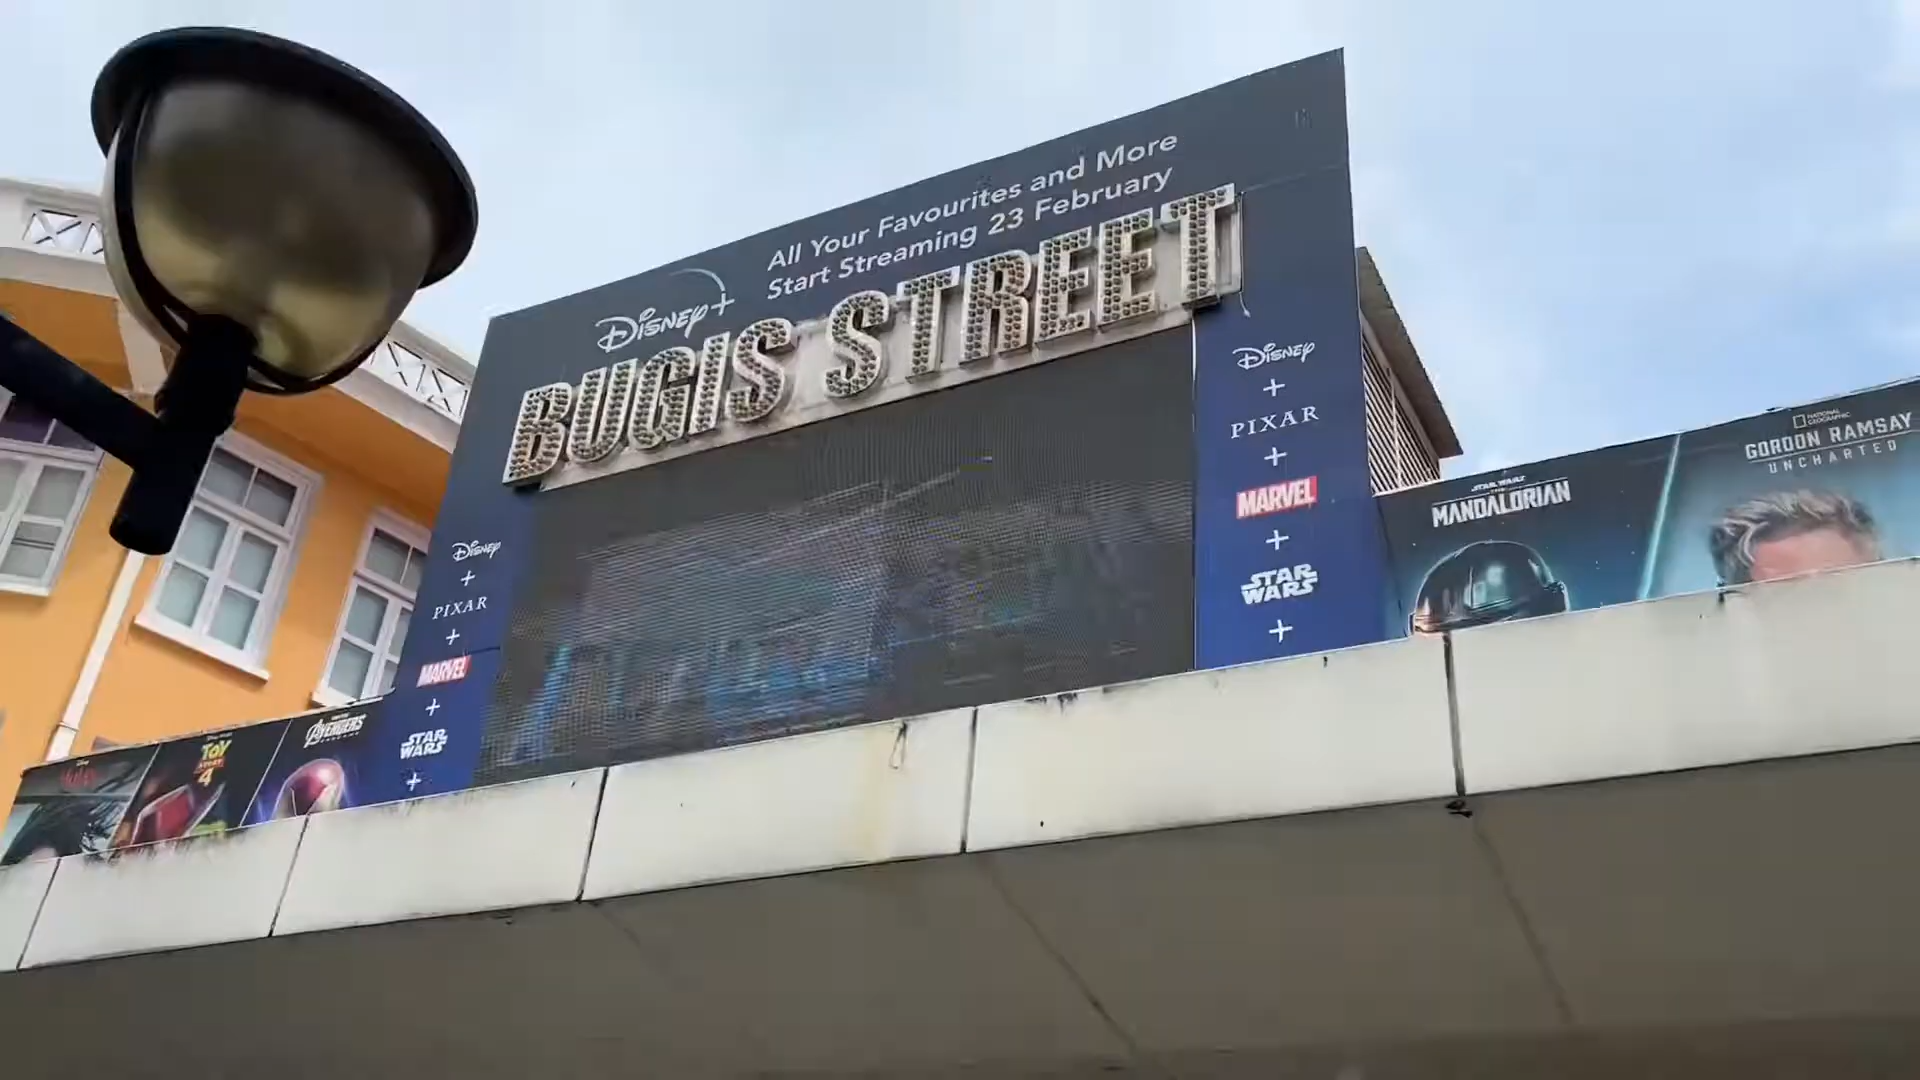 All Your Favourites and More
Start Streaming 23 February
Disney+
BUGIS STREET
Disney
+
PIXAR
+
MARVEL
+
STAR WARS
+
Disney
+
PIXAR
+
MARVEL
+
STAR WARS
+
TOY
STORY
4
AVENGERS
STAR WARS
THE
MANDALORIAN
NATIONAL
GEOGRAPHIC
GORDON RAMSAY
UNCHARTED